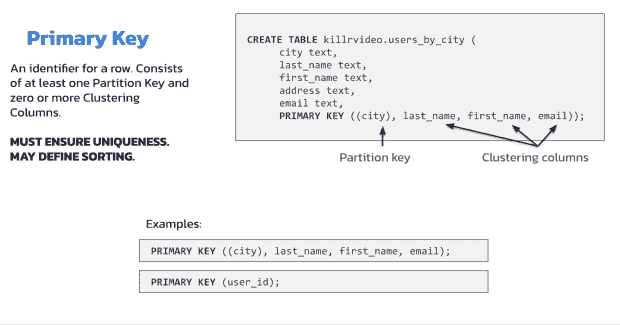 Primary Key
An identifier for a row. Consists
of at least one Partition Key and
zero or more Clustering
Columns.
MUST ENSURE UNIQUENESS.
MAY DEFINE SORTING.
CREATE TABLE killrvideo.users_by_city (
city text,
last_name text,
first_name text,
address text,
email text,
PRIMARY KEY ((city), last_name, first_name, email));
Partition key
Clustering columns
Examples:
PRIMARY KEY ((city), last_name, first_name, email);
PRIMARY KEY (user_id);